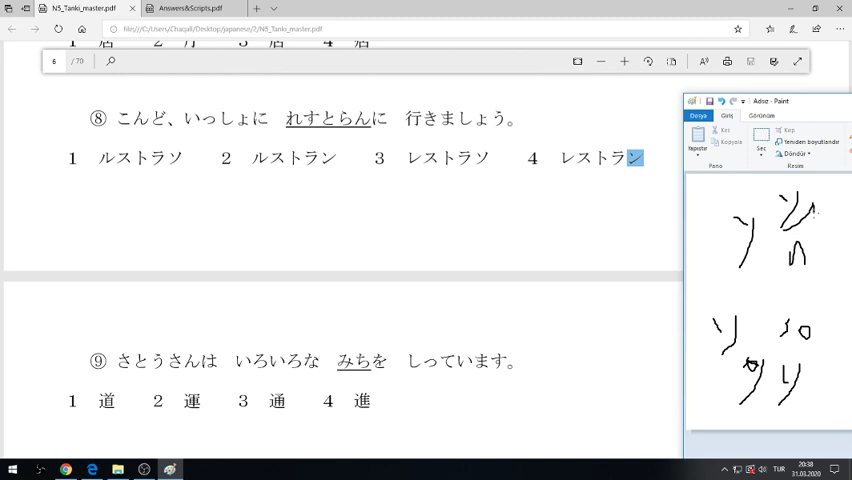 N5_Tanki_master.pdf
Answers&Scripts.pdf
file:///C:/Users/Chaqall/Desktop/japanese/2/N5_Tanki_master.pdf
6 / 70
⑧ こんど、いっしょに れすとらんに 行きましょう。
1 ルストラソ 2 ルストラン 3 レストラソ 4 レストラン
⑨ さとうさんは いろいろな みちを しっています。
1 道 2 運 3 通 4 進
Adsız - Paint
Dosya Giriş Görünüm
Yapıştır
Kes
Kopyala
Pano
Seç
Kırp
Yeniden boyutlandır
Döndür
Resim
ン
ソ
n
ソ
so
リ
TUR
20:38
31.03.2020